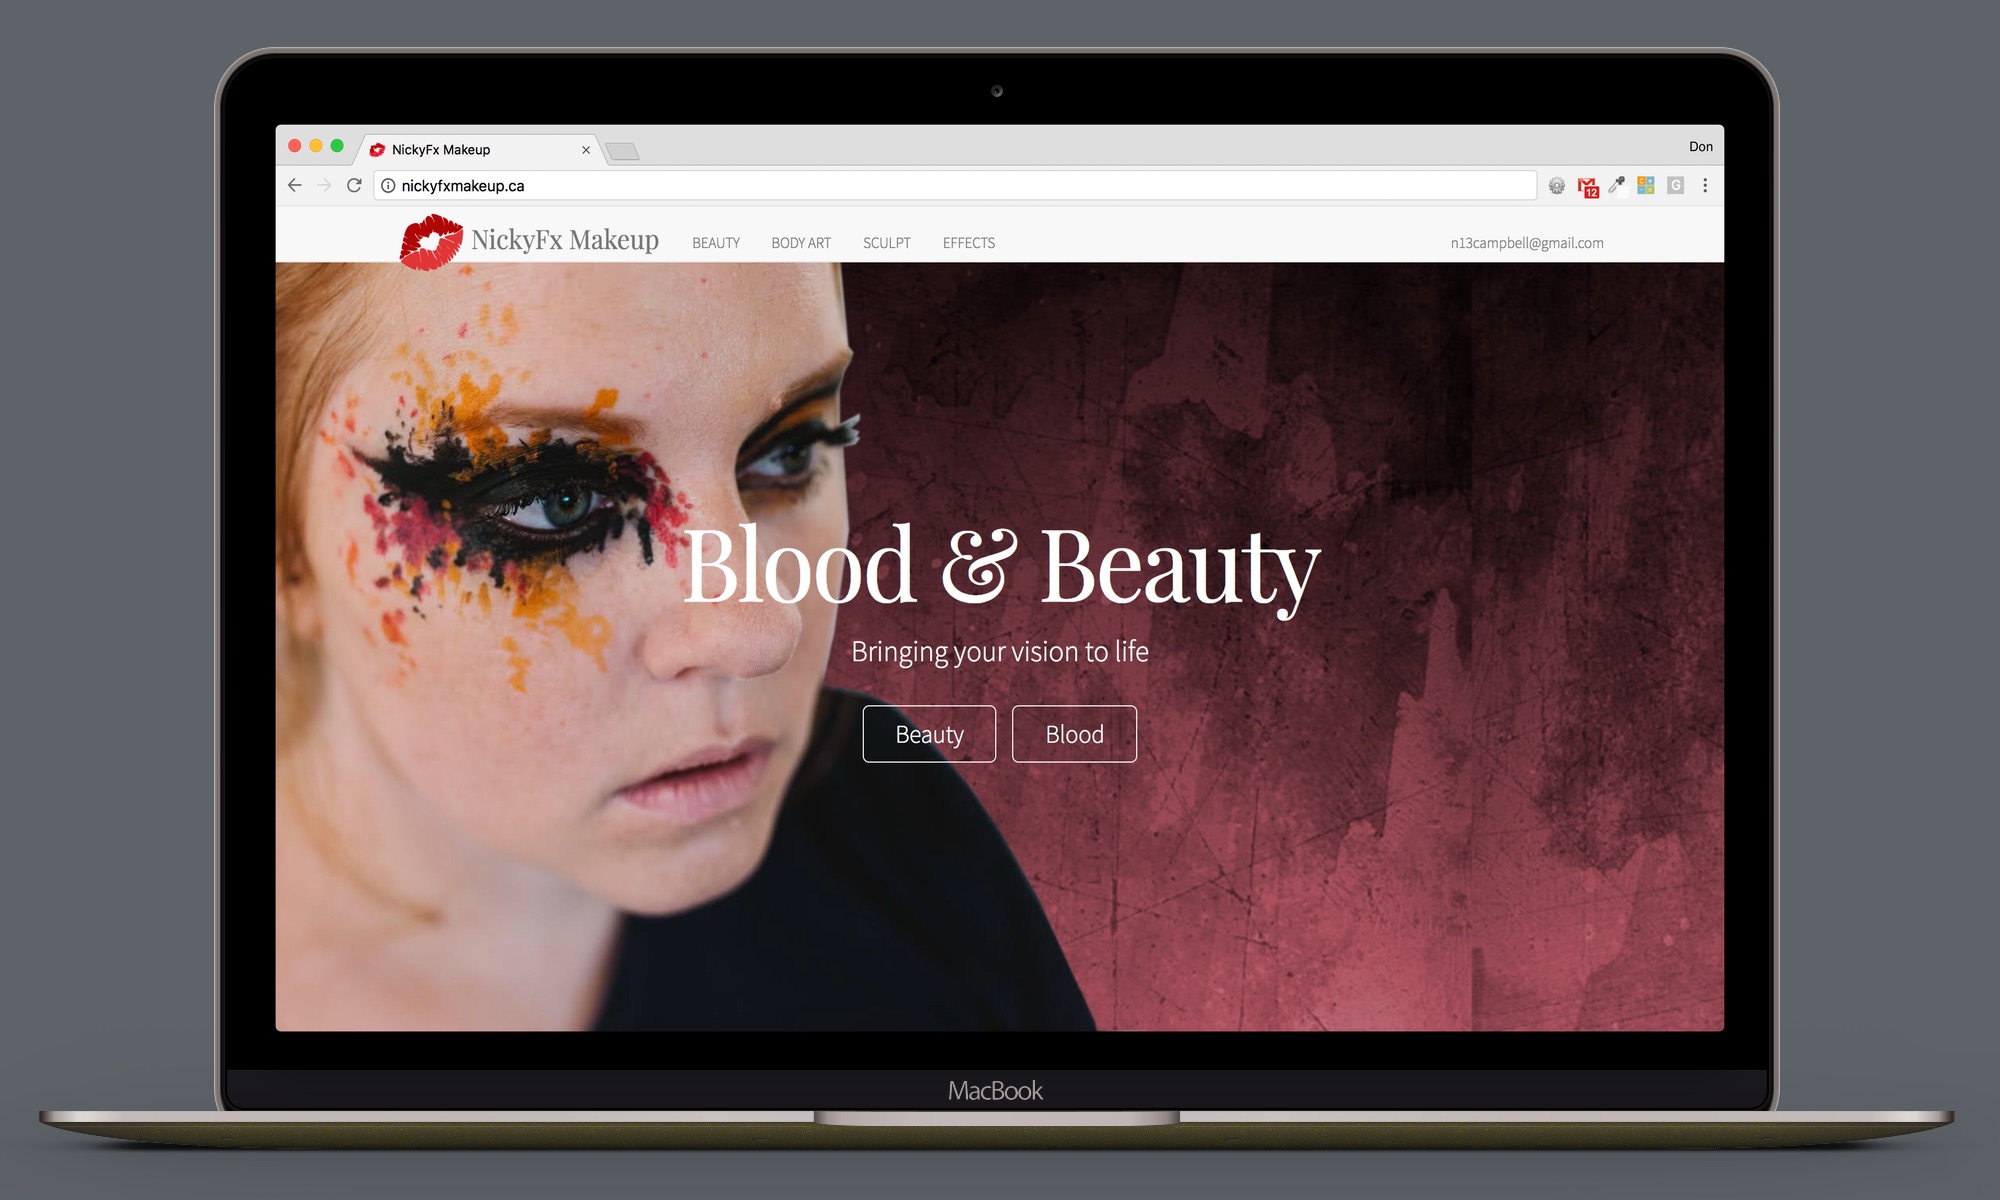 NickyFx Makeup
Don
nickyfxmakeup.ca
12
G
NickyFx Makeup
BEAUTY
BODY ART
SCULPT
EFFECTS
n13campbell@gmail.com
Blood & Beauty
Bringing your vision to life
Beauty
Blood
MacBook